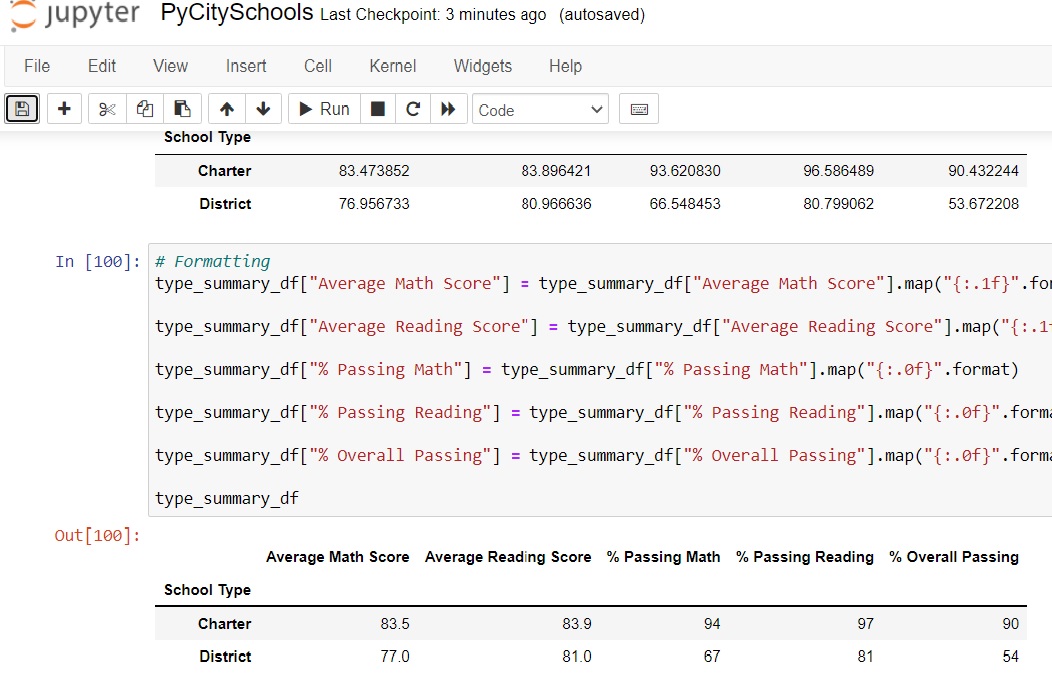 jupyter PyCitySchools Last Checkpoint: 3 minutes ago (autosaved)
File Edit View Insert Cell Kernel Widgets Help
Run Code
School Type
Charter 83.473852 83.896421 93.620830 96.586489 90.432244
District 76.956733 80.966636 66.548453 80.799062 53.672208
In [100]: # Formatting
type_summary_df["Average Math Score"] = type_summary_df["Average Math Score"].map("{:.1f}".for
type_summary_df["Average Reading Score"] = type_summary_df["Average Reading Score"].map("{:.1f
type_summary_df["% Passing Math"] = type_summary_df["% Passing Math"].map("{:.0f}".format)
type_summary_df["% Passing Reading"] = type_summary_df["% Passing Reading"].map("{:.0f}".forma
type_summary_df["% Overall Passing"] = type_summary_df["% Overall Passing"].map("{:.0f}".forma
type_summary_df
Out[100]:
Average Math Score Average Reading Score % Passing Math % Passing Reading % Overall Passing
School Type
Charter 83.5 83.9 94 97 90
District 77.0 81.0 67 81 54